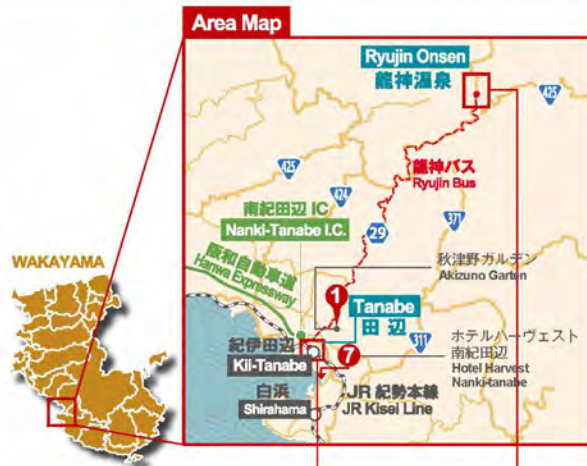 Area Map
Ryujin Onsen
龍神温泉
425
425
龍神バス
Ryujin Bus
424
南紀田辺 IC
Nanki-Tanabe I.C.
371
29
阪和自動車道
Hanwa Expressway
秋津野ガルテン
Akizuno Garten
WAKAYAMA
1
Tanabe
田辺
311
紀伊田辺
Kii-Tanabe
7
ホテルハーヴェスト
南紀田辺
Hotel Harvest
Nanki-tanabe
白浜
Shirahama
JR 紀勢本線
JR Kisei Line